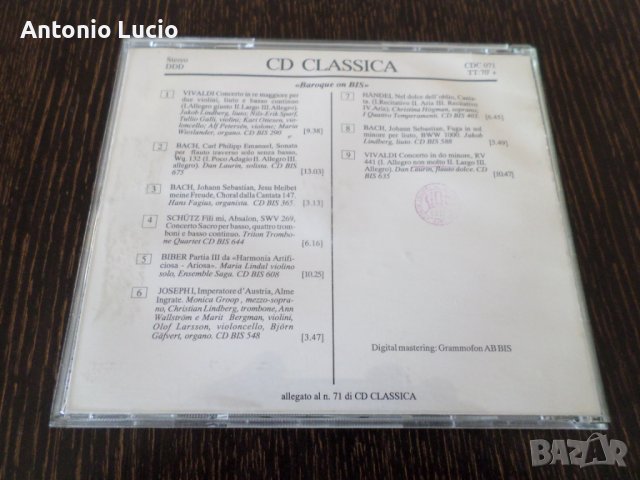 Antonio Lucio
Stereo
DDD
CD CLASSICA
CDC 071
TT: 70' +
«Baroque on BIS»
1 VIVALDI Concerto in re maggiore per
due violini, liuto e basso continuo
(I.Allegro giusto II.Largo III.Allegro).
Jakob Lindberg, liuto; Nils-Erik Sparf,
Tullio Galli, violini; Kari Ottesen, vio-
loncello; Alf Petersén, violone; Maria
Wieslander, organo. CD BIS 290 [9.38]
2 BACH, Carl Philipp Emanuel, Sonata
per flauto traverso solo senza basso,
Wq. 132 (I. Poco Adagio II. Allegro III.
allegro). Dan Laurin, solista. CD BIS
675 [13.03]
3 BACH, Johann Sebastian, Jesu bleibet
meine Freude, Choral dalla Cantata 147.
Hans Fagius, organista. CD BIS 365. [3.13]
4 SCHÜTZ Fili mi, Absalon, SWV 269,
Concerto Sacro per basso, quattro trom-
boni e basso continuo. Triton Trombo-
ne Quartet CD BIS 644 [6.16]
5 BIBER Partia III da «Harmonia Artifi-
ciosa - Ariosa». Maria Lindal violino
solo, Ensemble Saga. CD BIS 608 [10.25]
6 JOSEPH I, Imperatore d'Austria, Alme
Ingrate. Monica Groop, mezzo-sopra-
no, Christian Lindberg, trombone, Ann
Wallström e Marit Bergman, violini,
Olof Larsson, violoncello, Björn
Gäfvert, organo. CD BIS 548 [3.47]
7 HÄNDEL, Nel dolce dell'oblio, Canta-
ta. (I.Recitativo II. Aria III. Recitativo
IV. Aria), Christina Högman, soprano,
I Quattro Temperamenti. CD BIS 403. [6.45]
8 BACH, Johann Sebastian, Fuga in sol
minore per liuto, BWV 1000. Jakob
Lindberg, liuto. CD BIS 588 [5.49]
9 VIVALDI Concerto in do minore, RV
441 (I. Allegro non molto II. Largo III.
Allegro). Dan Laurin, flauto dolce. CD
BIS 635 [10.47]
Digital mastering: Grammofon AB BIS
allegato al n. 71 di CD CLASSICA
BAZAR
bg